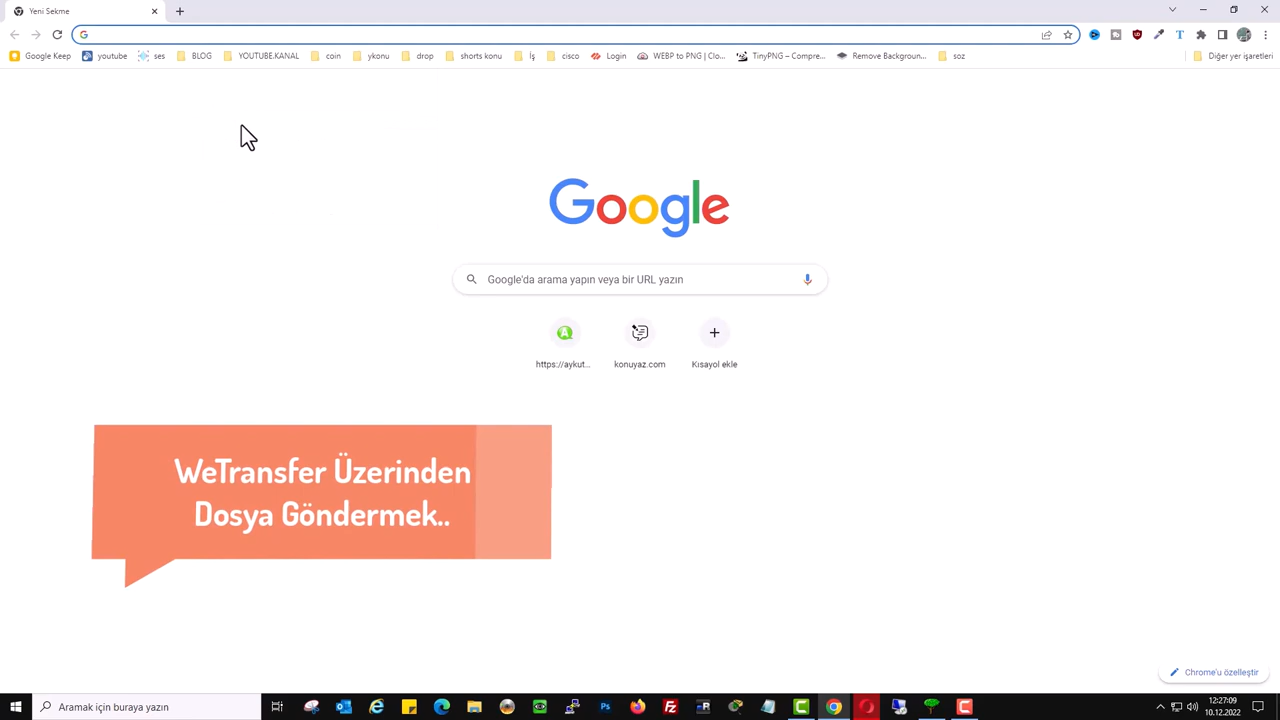 Yeni Sekme
Google Keep
youtube
ses
BLOG
YOUTUBE.KANAL
coin
ykonu
drop
shorts konu
İş
cisco
Login
WEBP to PNG | Clo...
TinyPNG – Compre...
Remove Backgroun...
soz
Diğer yer işaretleri
Google
Google'da arama yapın veya bir URL yazın
https://aykut...
konuyaz.com
Kısayol ekle
WeTransfer Üzerinden
Dosya Göndermek..
Chrome'u özelleştir
Aramak için buraya yazın
12:27:09
10.12.2022